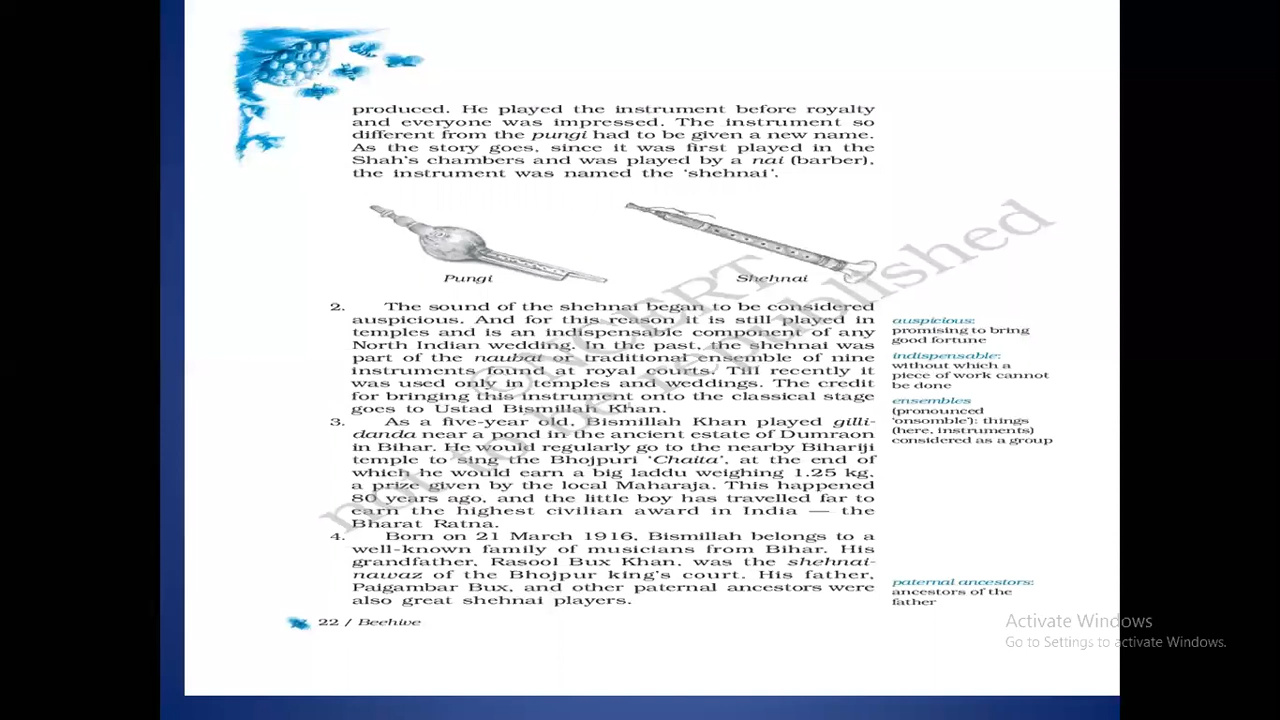 produced. He played the instrument before royalty
and everyone was impressed. The instrument so
different from the pungi had to be given a new name.
As the story goes, since it was first played in the
Shah's chambers and was played by a nai (barber),
the instrument was named the 'shehnai'.
Pungi
Shehnai
2. The sound of the shehnai began to be considered
auspicious. And for this reason it is still played in
temples and is an indispensable component of any
North Indian wedding. In the past, the shehnai was
part of the naubat or traditional ensemble of nine
instruments found at royal courts. Till recently it
was used only in temples and weddings. The credit
for bringing this instrument onto the classical stage
goes to Ustad Bismillah Khan.
3. As a five-year old, Bismillah Khan played gilli-
danda near a pond in the ancient estate of Dumraon
in Bihar. He would regularly go to the nearby Bihariji
temple to sing the Bhojpuri 'Chaita', at the end of
which he would earn a big laddu weighing 1.25 kg,
a prize given by the local Maharaja. This happened
80 years ago, and the little boy has travelled far to
earn the highest civilian award in India — the
Bharat Ratna.
4. Born on 21 March 1916, Bismillah belongs to a
well-known family of musicians from Bihar. His
grandfather, Rasool Bux Khan, was the shehnai-
nawaz of the Bhojpur king's court. His father,
Paigambar Bux, and other paternal ancestors were
also great shehnai players.
auspicious:
promising to bring
good fortune
indispensable:
without which a
piece of work cannot
be done
ensembles
(pronounced
'onsomble'): things
(here, instruments)
considered as a group
paternal ancestors:
ancestors of the
father
22 / Beehive
© NCERT
not to be republished
Activate Windows
Go to Settings to activate Windows.